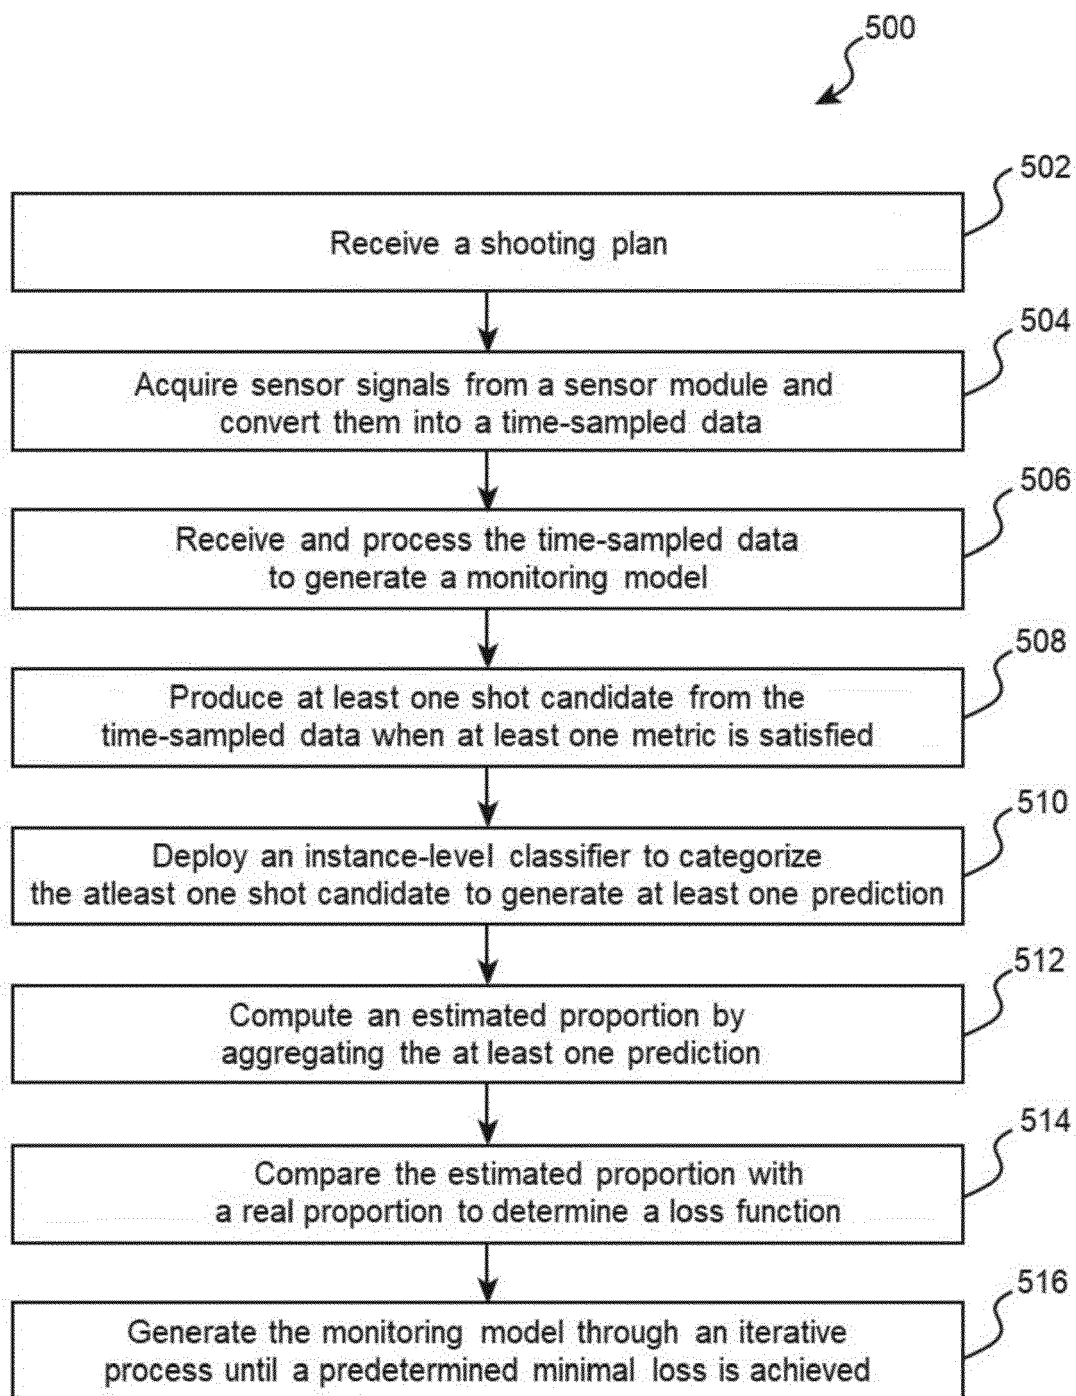 500
502
Receive a shooting plan
504
Acquire sensor signals from a sensor module and
convert them into a time-sampled data
506
Receive and process the time-sampled data
to generate a monitoring model
508
Produce at least one shot candidate from the
time-sampled data when at least one metric is satisfied
510
Deploy an instance-level classifier to categorize
the atleast one shot candidate to generate at least one prediction
512
Compute an estimated proportion by
aggregating the at least one prediction
514
Compare the estimated proportion with
a real proportion to determine a loss function
516
Generate the monitoring model through an iterative
process until a predetermined minimal loss is achieved